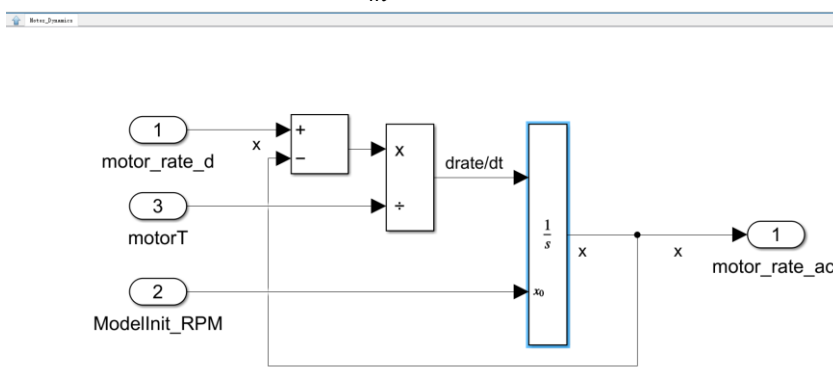 Motor_Dynamics
1
motor_rate_d
x
+
−
x
÷
drate/dt
3
motorT
2
ModelInit_RPM
1
s
x₀
x
x
1
motor_rate_ac